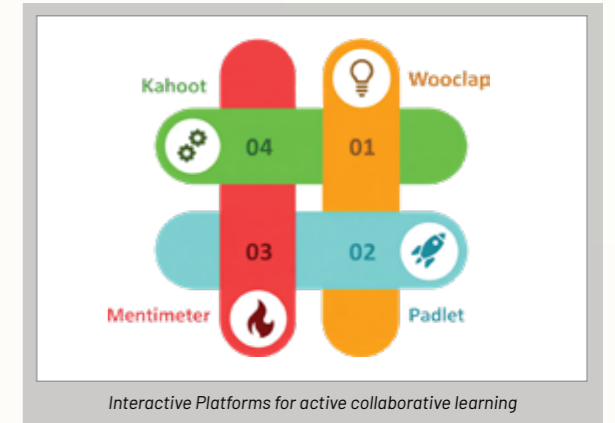 Kahoot
Wooclap
04
01
03
02
Mentimeter
Padlet
Interactive Platforms for active collaborative learning